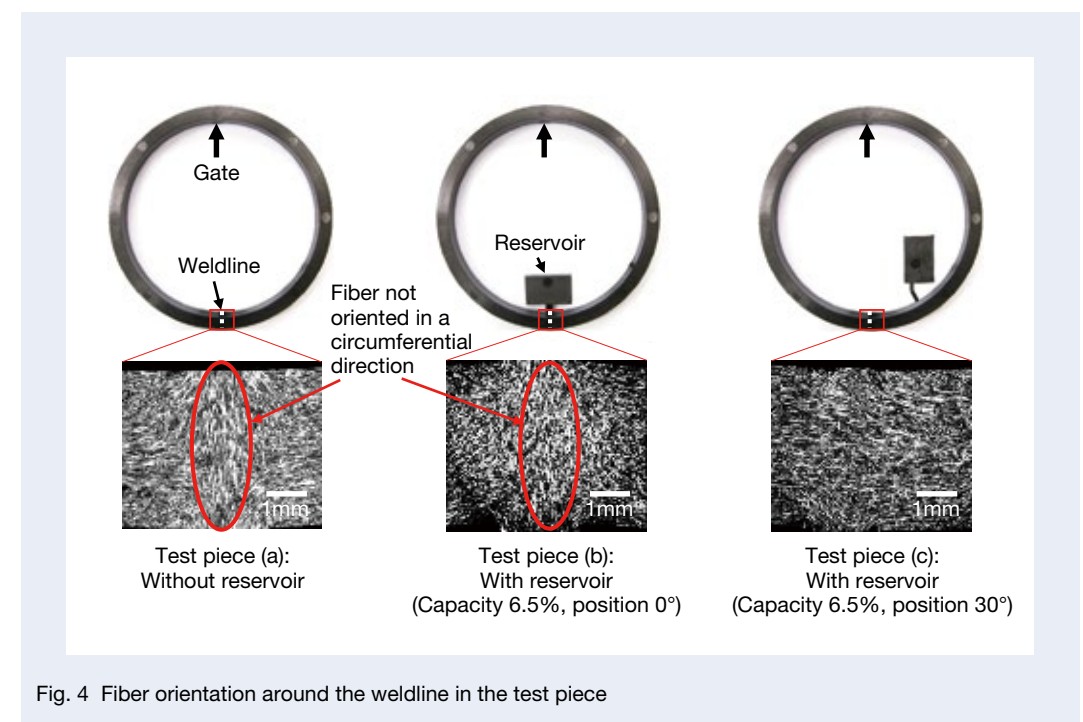 Gate
Weldline
Reservoir
Fiber not
oriented in a
circumferential
direction
1mm
1mm
1mm
Test piece (a):
Without reservoir
Test piece (b):
With reservoir
(Capacity 6.5%, position 0°)
Test piece (c):
With reservoir
(Capacity 6.5%, position 30°)
Fig. 4 Fiber orientation around the weldline in the test piece